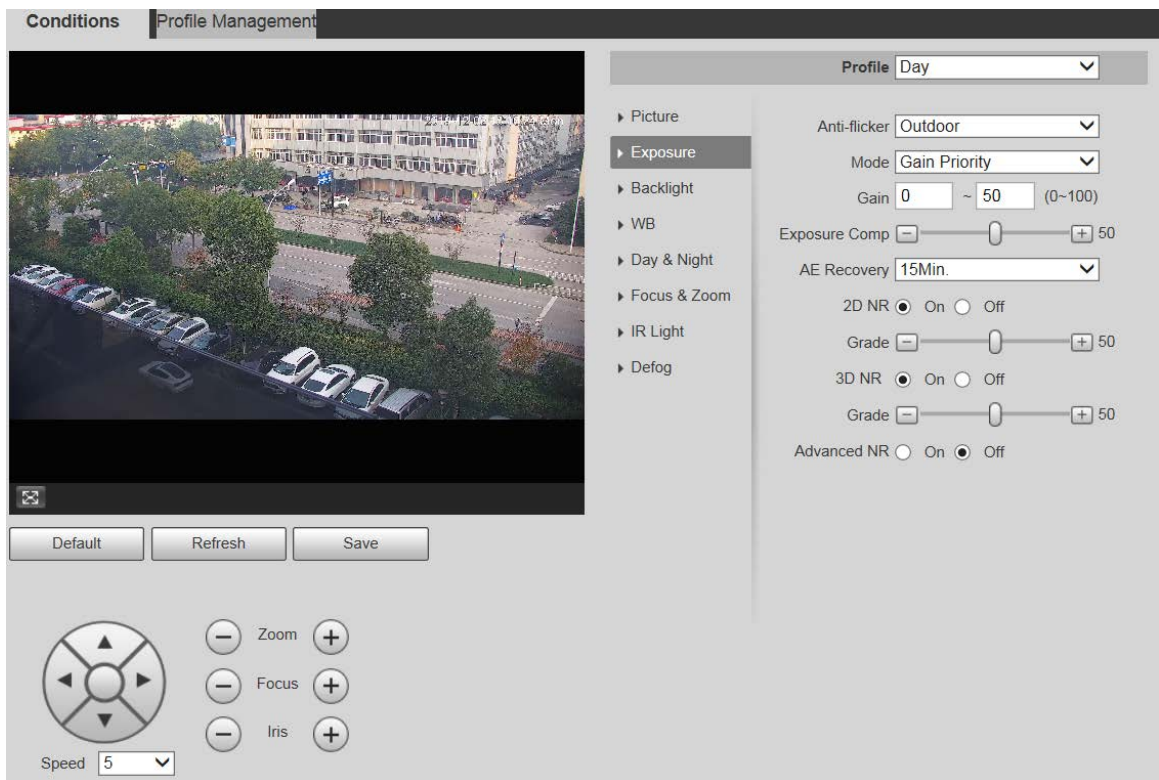 Conditions
Profile Management
Profile Day
Picture
Exposure
Backlight
WB
Day & Night
Focus & Zoom
IR Light
Defog
Anti-flicker Outdoor
Mode Gain Priority
Gain 0 ~ 50 (0~100)
Exposure Comp 50
AE Recovery 15Min.
2D NR On Off
Grade 50
3D NR On Off
Grade 50
Advanced NR On Off
Default Refresh Save
Zoom
Focus
Iris
Speed 5